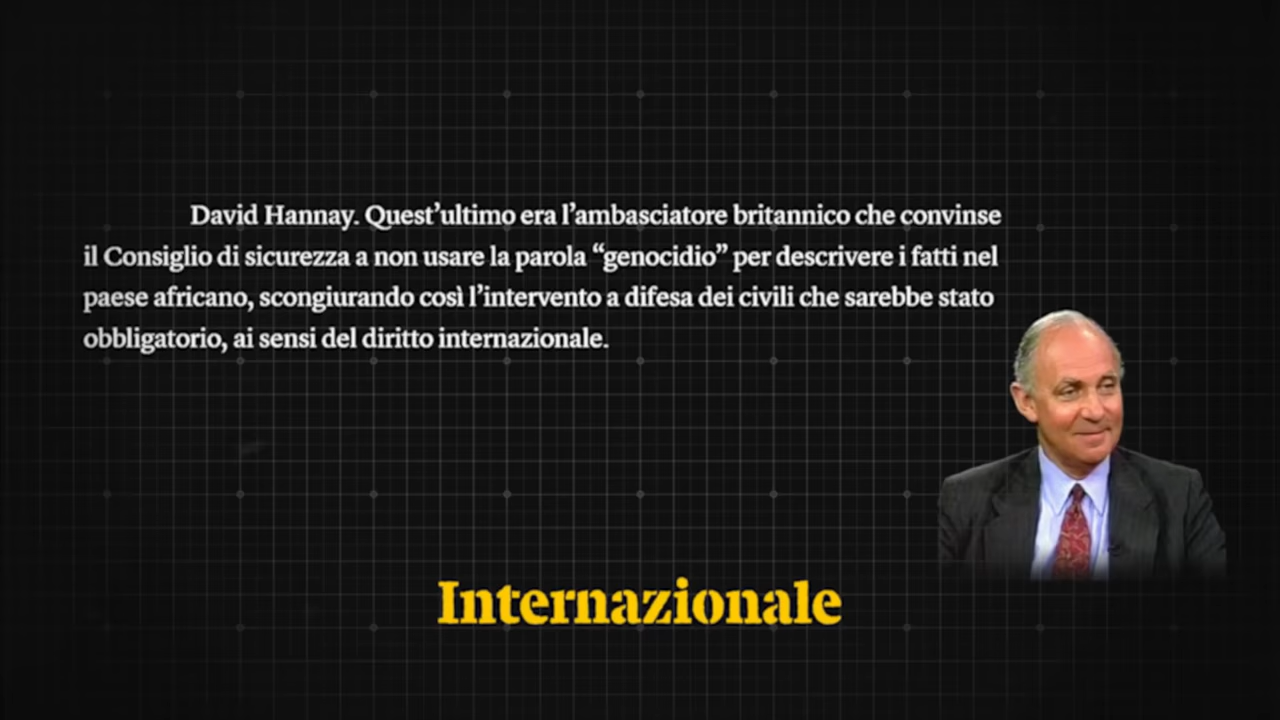 David Hannay. Quest’ultimo era l’ambasciatore britannico che convinse
il Consiglio di sicurezza a non usare la parola “genocidio” per descrivere i fatti nel
paese africano, scongiurando così l’intervento a difesa dei civili che sarebbe stato
obbligatorio, ai sensi del diritto internazionale.
Internazionale